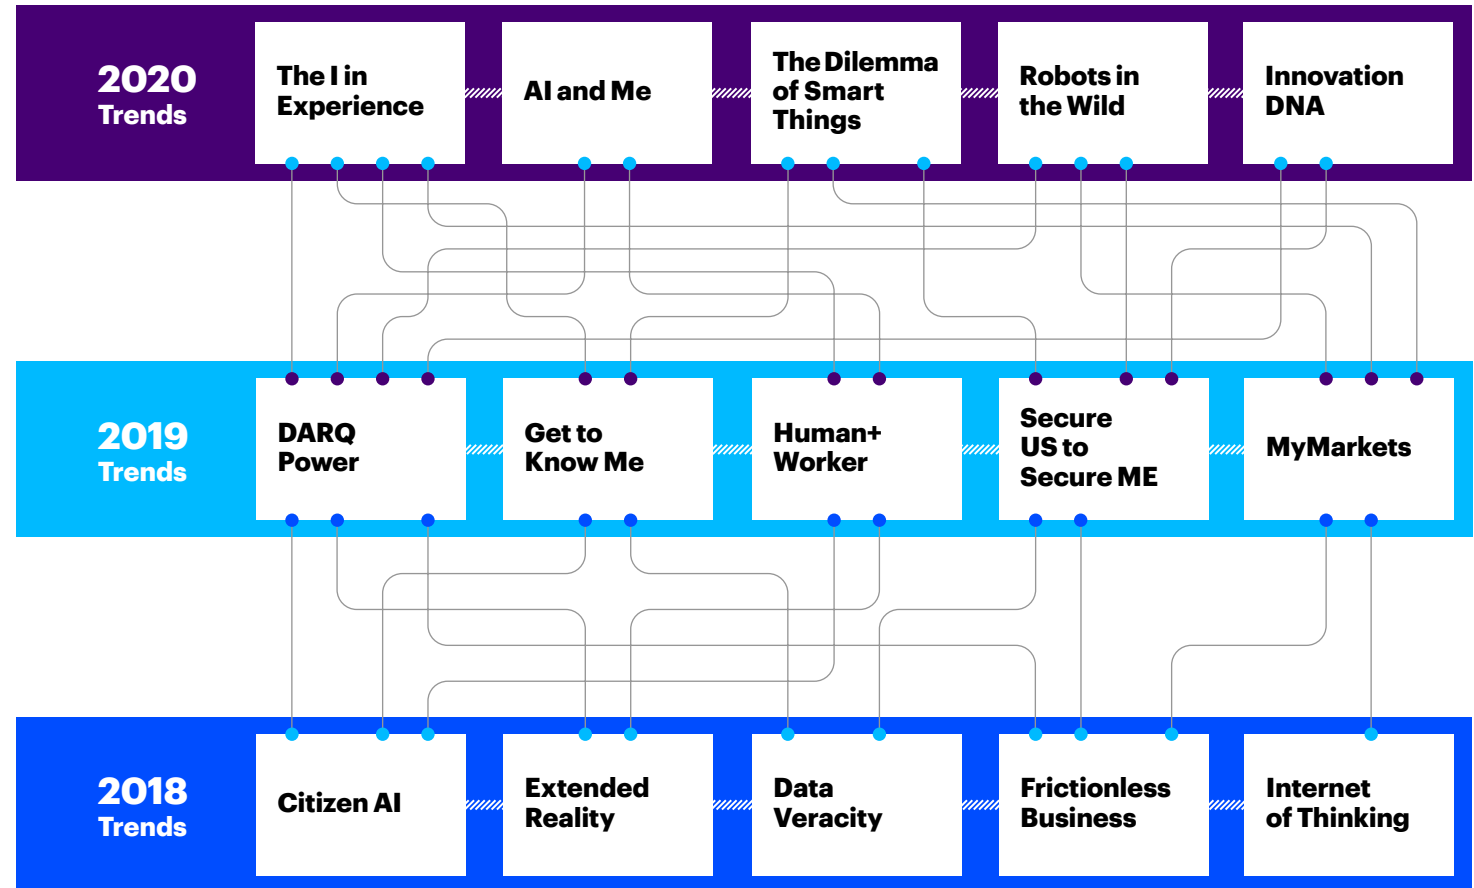 2020
Trends
The I in
Experience
AI and Me
The Dilemma
of Smart
Things
Robots in
the Wild
Innovation
DNA
2019
Trends
DARQ
Power
Get to
Know Me
Human+
Worker
Secure
US to
Secure ME
MyMarkets
2018
Trends
Citizen AI
Extended
Reality
Data
Veracity
Frictionless
Business
Internet
of Thinking